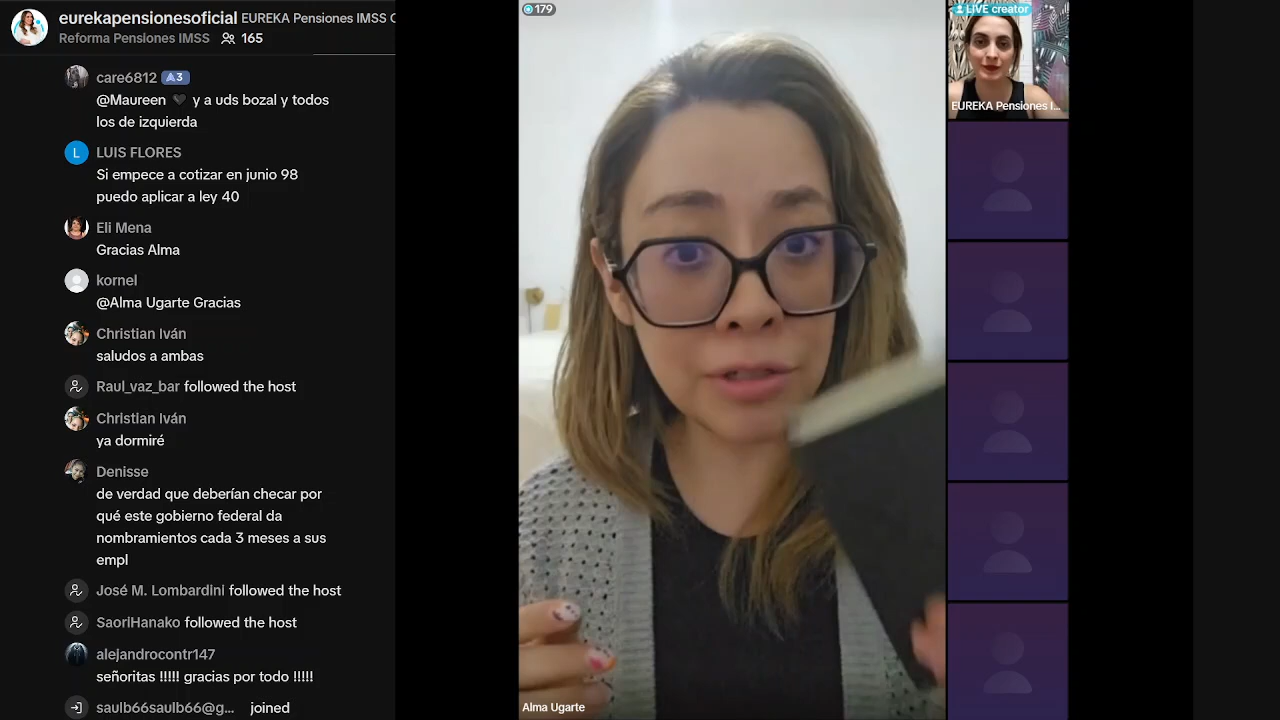 eurekapensionesoficial EUREKA Pensiones IMSS
Reforma Pensiones IMSS 165
care6812 3
@Maureen 🖤 y a uds bozal y todos
los de izquierda
L LUIS FLORES
Si empece a cotizar en junio 98
puedo aplicar a ley 40
Eli Mena
Gracias Alma
kornel
@Alma Ugarte Gracias
Christian Iván
saludos a ambas
Raul_vaz_bar followed the host
Christian Iván
ya dormiré
Denisse
de verdad que deberían checar por
qué este gobierno federal da
nombramientos cada 3 meses a sus
empl
José M. Lombardini followed the host
SaoriHanako followed the host
alejandrocontr147
señoritas !!!!! gracias por todo !!!!!
saulb66saulb66@g... joined
179
Alma Ugarte
LIVE creator
EUREKA Pensiones I...